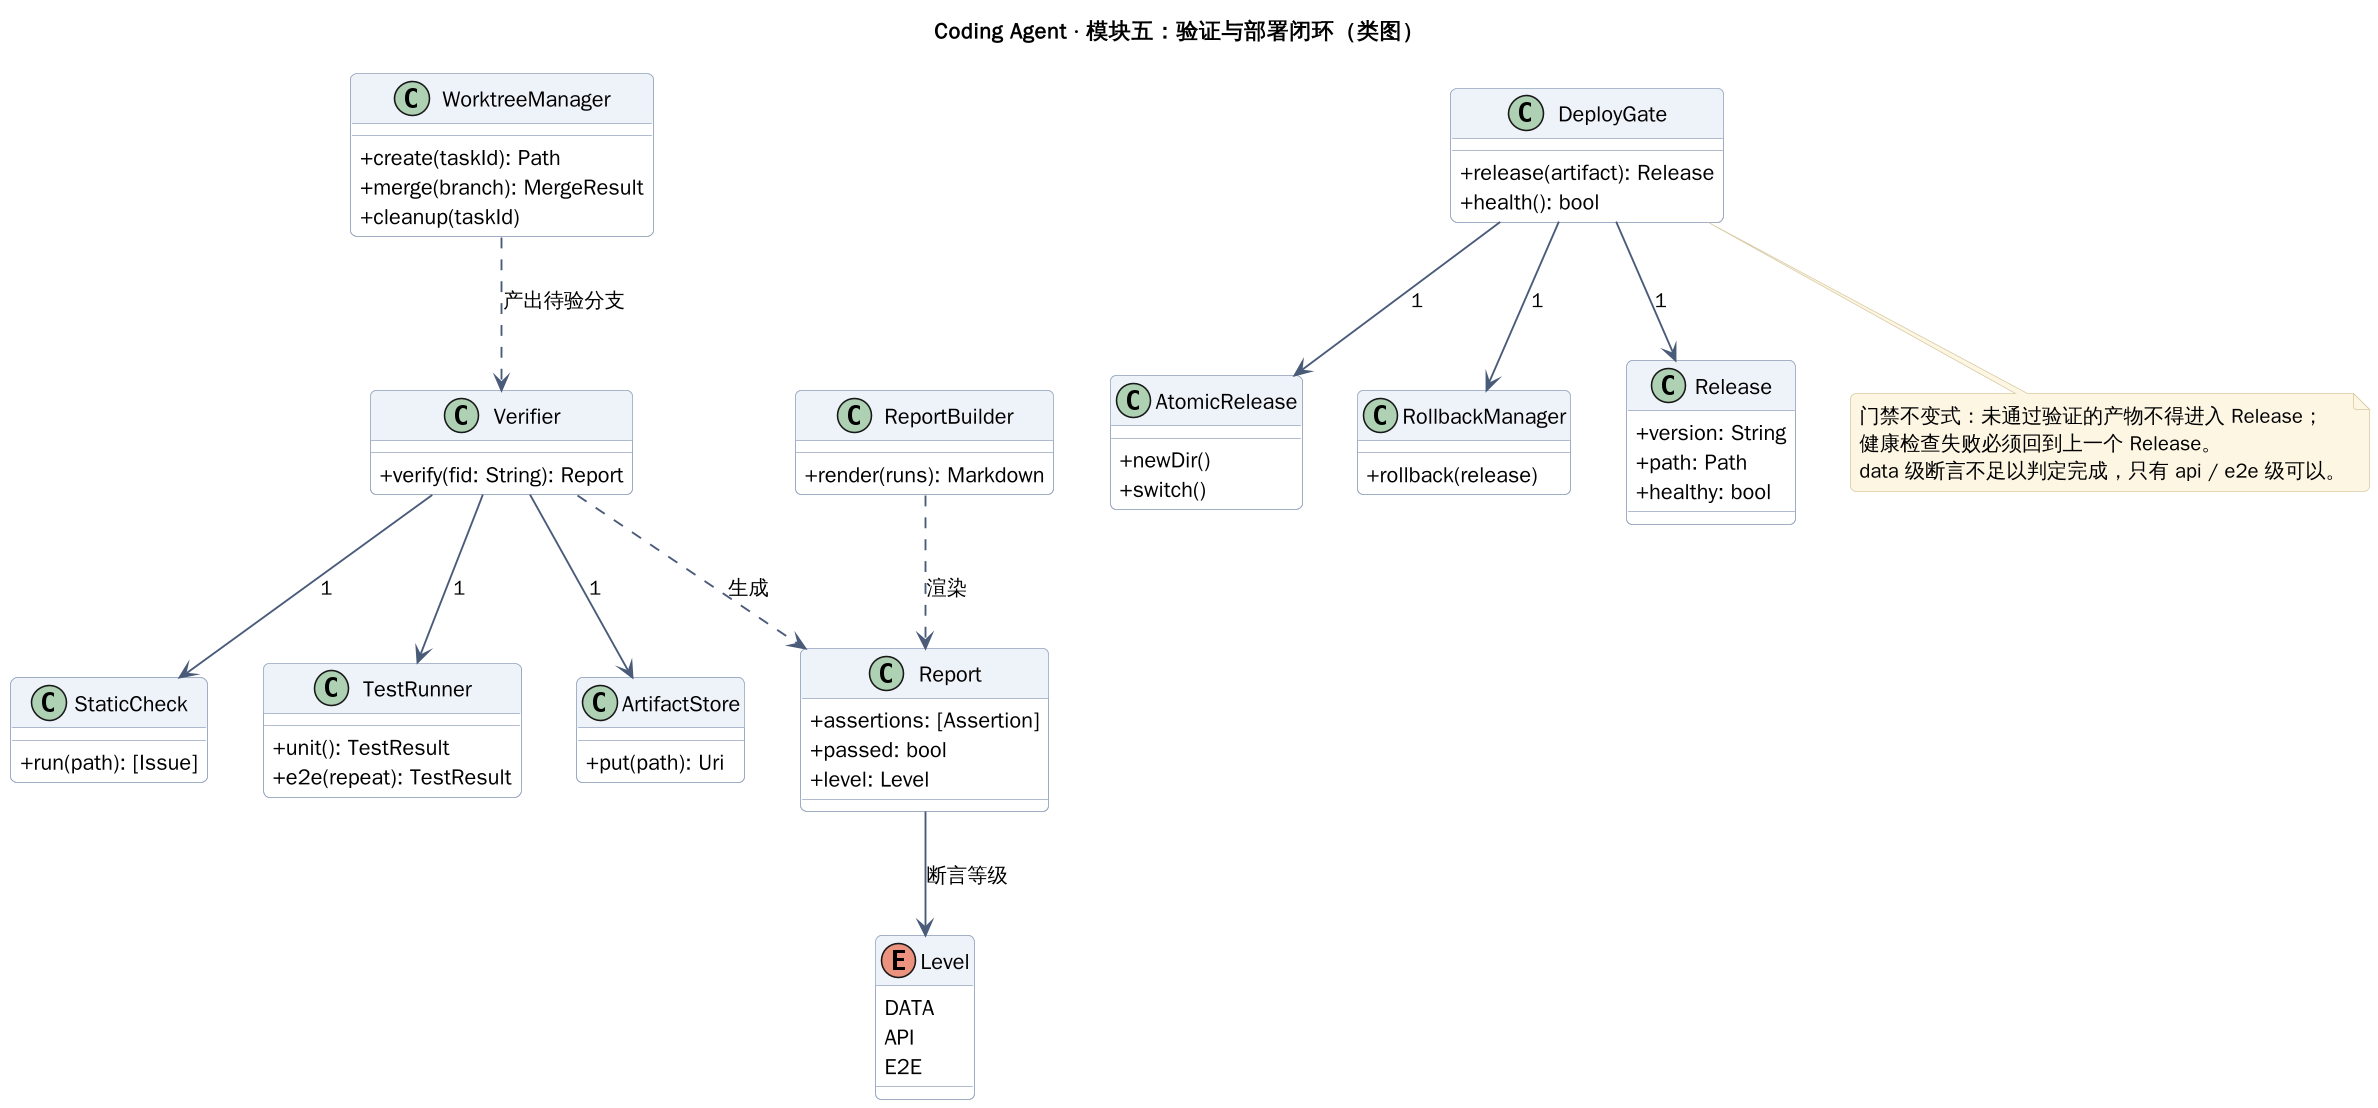 Coding Agent · 模块五：验证与部署闭环（类图）
C WorktreeManager
+create(taskId): Path
+merge(branch): MergeResult
+cleanup(taskId)
C DeployGate
+release(artifact): Release
+health(): bool
产出待验分支
1
1
1
C Verifier
+verify(fid: String): Report
C ReportBuilder
+render(runs): Markdown
C AtomicRelease
+newDir()
+switch()
C RollbackManager
+rollback(release)
C Release
+version: String
+path: Path
+healthy: bool
门禁不变式：未通过验证的产物不得进入 Release；
健康检查失败必须回到上一个 Release。
data 级断言不足以判定完成，只有 api / e2e 级可以。
1
1
1
生成
渲染
C StaticCheck
+run(path): [Issue]
C TestRunner
+unit(): TestResult
+e2e(repeat): TestResult
C ArtifactStore
+put(path): Uri
C Report
+assertions: [Assertion]
+passed: bool
+level: Level
断言等级
E Level
DATA
API
E2E